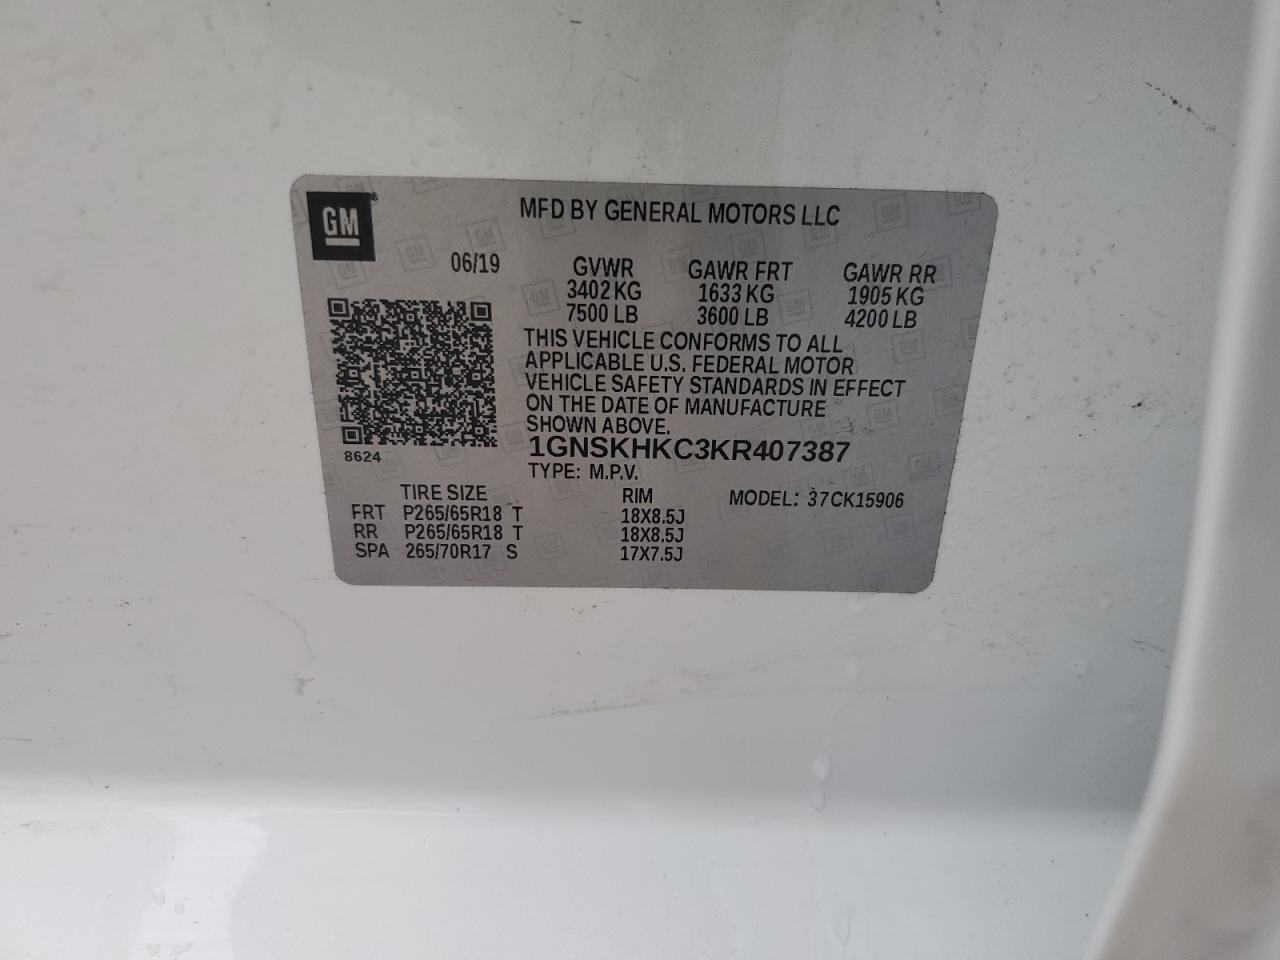 GM
MFD BY GENERAL MOTORS LLC
06/19
GVWR GAWR FRT GAWR RR
3402 KG 1633 KG 1905 KG
7500 LB 3600 LB 4200 LB
THIS VEHICLE CONFORMS TO ALL
APPLICABLE U.S. FEDERAL MOTOR
VEHICLE SAFETY STANDARDS IN EFFECT
ON THE DATE OF MANUFACTURE
SHOWN ABOVE.
8624
1GNSKHKC3KR407387
TYPE: M.P.V.
TIRE SIZE RIM MODEL: 37CK15906
FRT P265/65R18 T 18X8.5J
RR P265/65R18 T 18X8.5J
SPA 265/70R17 S 17X7.5J